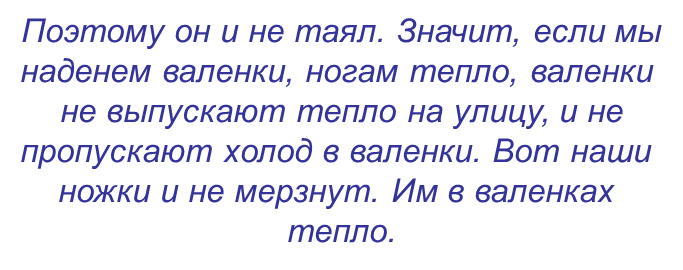 Поэтому он и не таял. Значит, если мы
наденем валенки, ногам тепло, валенки
не выпускают тепло на улицу, и не
пропускают холод в валенки. Вот наши
ножки и не мерзнут. Им в валенках
тепло.